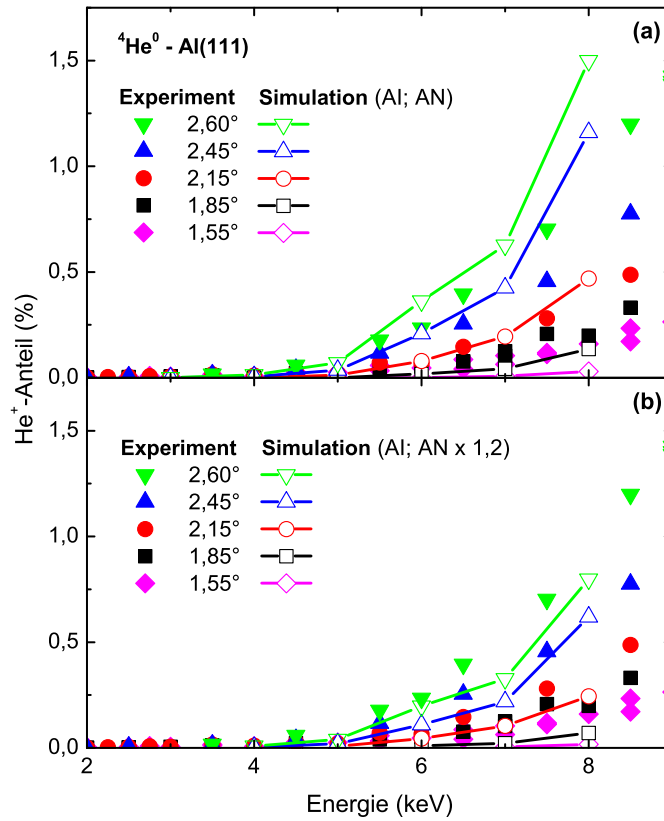 (a)
⁴He⁰ - Al(111)
Experiment Simulation (Al; AN)
2,60°
2,45°
2,15°
1,85°
1,55°
1,5
1,0
0,5
0,0
He⁺-Anteil (%)
(b)
Experiment Simulation (Al; AN x 1,2)
2,60°
2,45°
2,15°
1,85°
1,55°
1,5
1,0
0,5
0,0
2 4 6 8
Energie (keV)